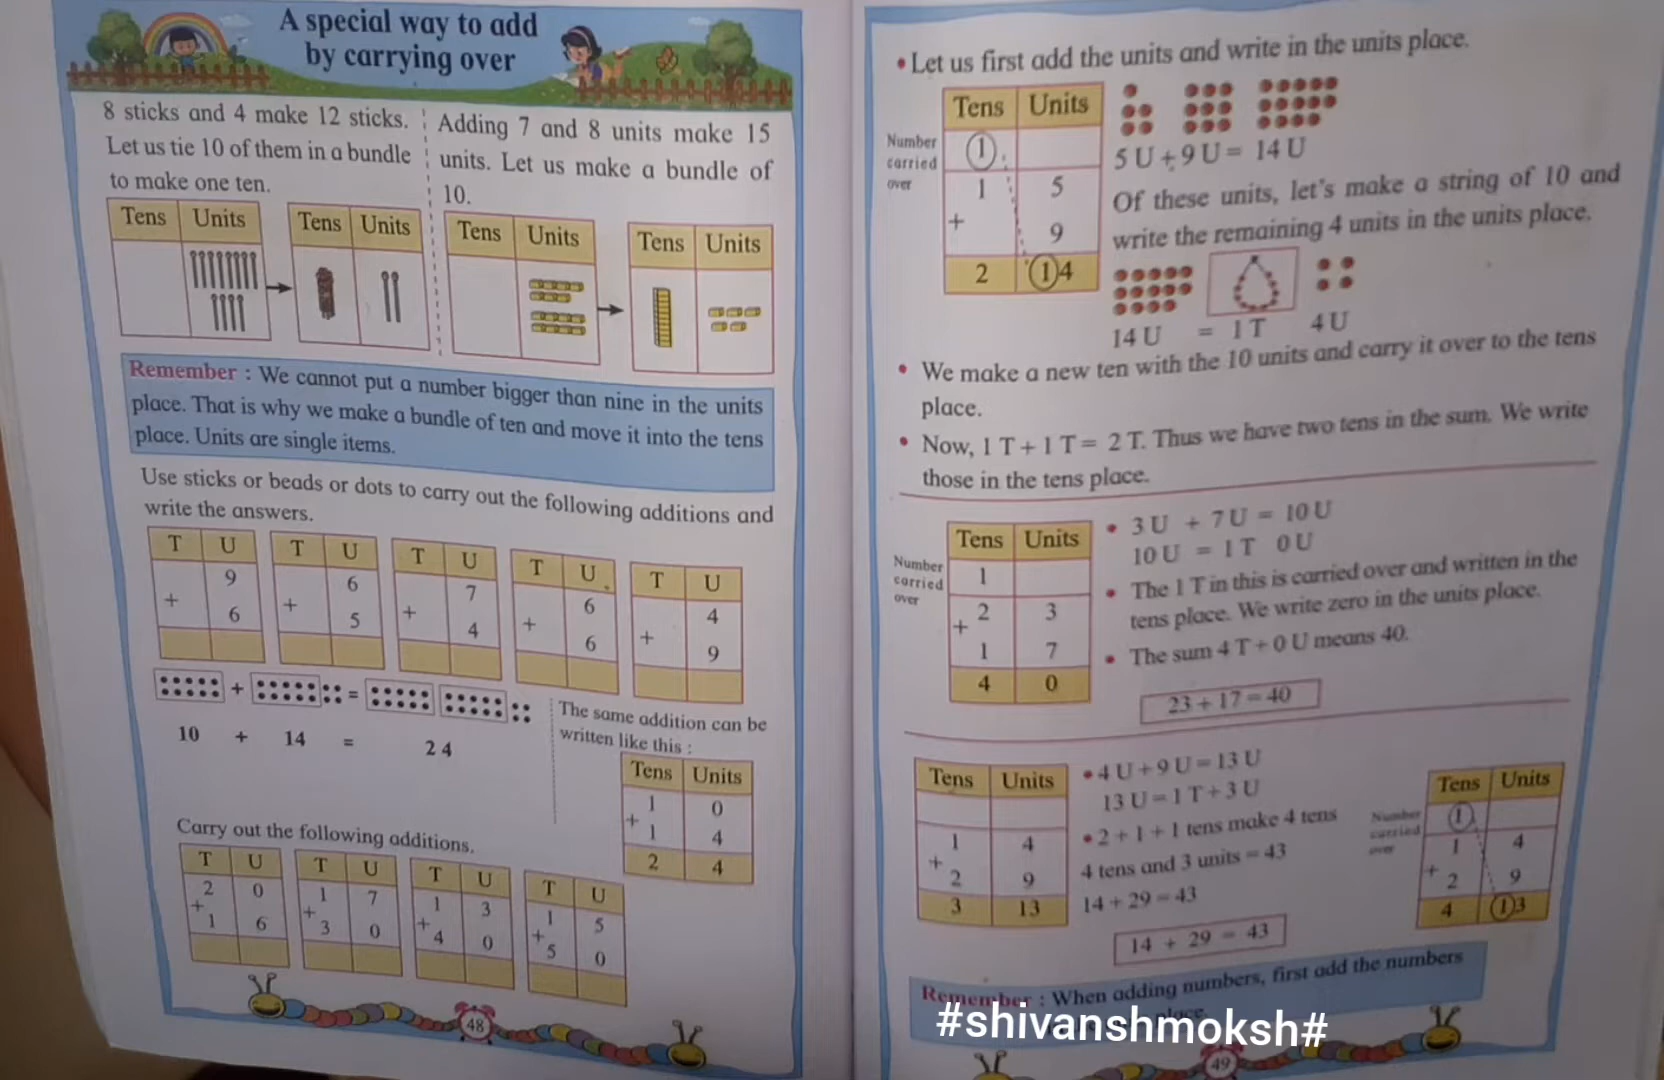 A special way to add
by carrying over
8 sticks and 4 make 12 sticks.
Let us tie 10 of them in a bundle
to make one ten.
Adding 7 and 8 units make 15
units. Let us make a bundle of
10.
Tens Units
Tens Units
Tens Units
Tens Units
Remember : We cannot put a number bigger than nine in the units
place. That is why we make a bundle of ten and move it into the tens
place. Units are single items.
Use sticks or beads or dots to carry out the following additions and
write the answers.
T U
9
+
6
T U
6
+
5
T U
7
+
4
T U
6
+
6
T U
4
+
9
+ =
10 + 14 = 2 4
The same addition can be
written like this :
Tens Units
1 0
+
1 4
2 4
Carry out the following additions.
T U
2 0
+
1 6
T U
1 7
+
3 0
T U
1 3
+
4 0
T U
1 5
+
5 0
48
• Let us first add the units and write in the units place.
Tens Units
Number
carried
over
1
1 5
+
9
2 14
5 U + 9 U = 14 U
Of these units, let's make a string of 10 and
write the remaining 4 units in the units place.
14 U = 1 T 4 U
• We make a new ten with the 10 units and carry it over to the tens
place.
• Now, 1 T + 1 T = 2 T. Thus we have two tens in the sum. We write
those in the tens place.
Tens Units
Number
carried
over
1
2 3
+
1 7
4 0
• 3 U + 7 U = 10 U
10 U = 1 T 0 U
• The 1 T in this is carried over and written in the
tens place. We write zero in the units place.
• The sum 4 T + 0 U means 40.
23 + 17 = 40
Tens Units
1 4
+
2 9
3 13
• 4 U + 9 U = 13 U
13 U = 1 T + 3 U
• 2 + 1 + 1 tens make 4 tens
4 tens and 3 units = 43
14 + 29 = 43
14 + 29 = 43
Tens Units
Number
carried
over
1
1 4
+
2 9
4 13
Remember : When adding numbers, first add the numbers
place.
#shivanshmoksh#
49